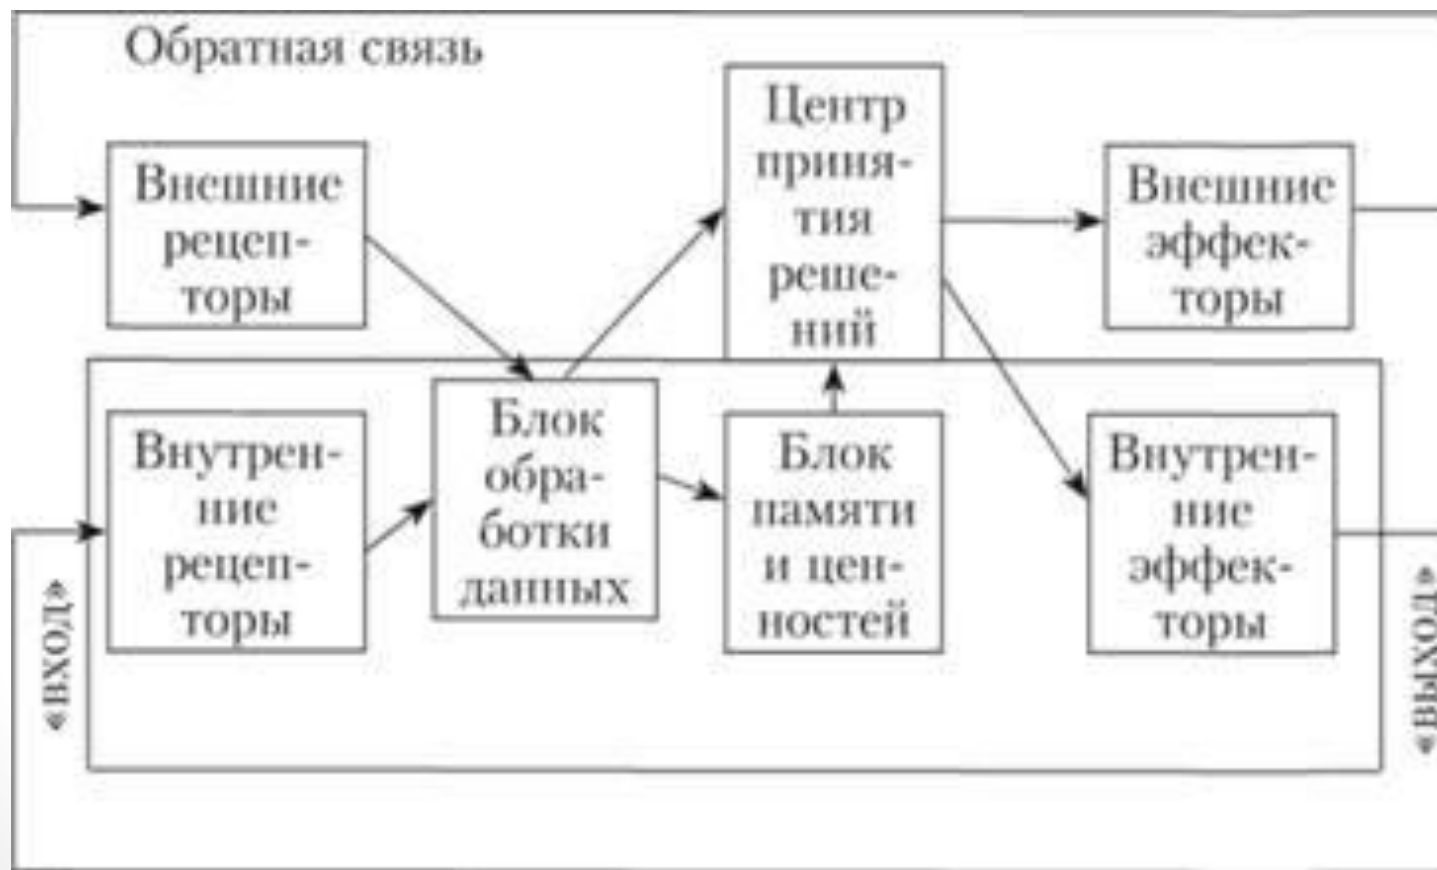 Обратная связь
Внешние
рецеп-
торы
Центр
приня-
тия
реше-
ний
Внешние
эффек-
торы
Внутрен-
ние
рецеп-
торы
Блок
обра-
ботки
данных
Блок
памяти
и цен-
ностей
Внутрен-
ние
эффек-
торы
«ВХОД»
«ВЫХОД»